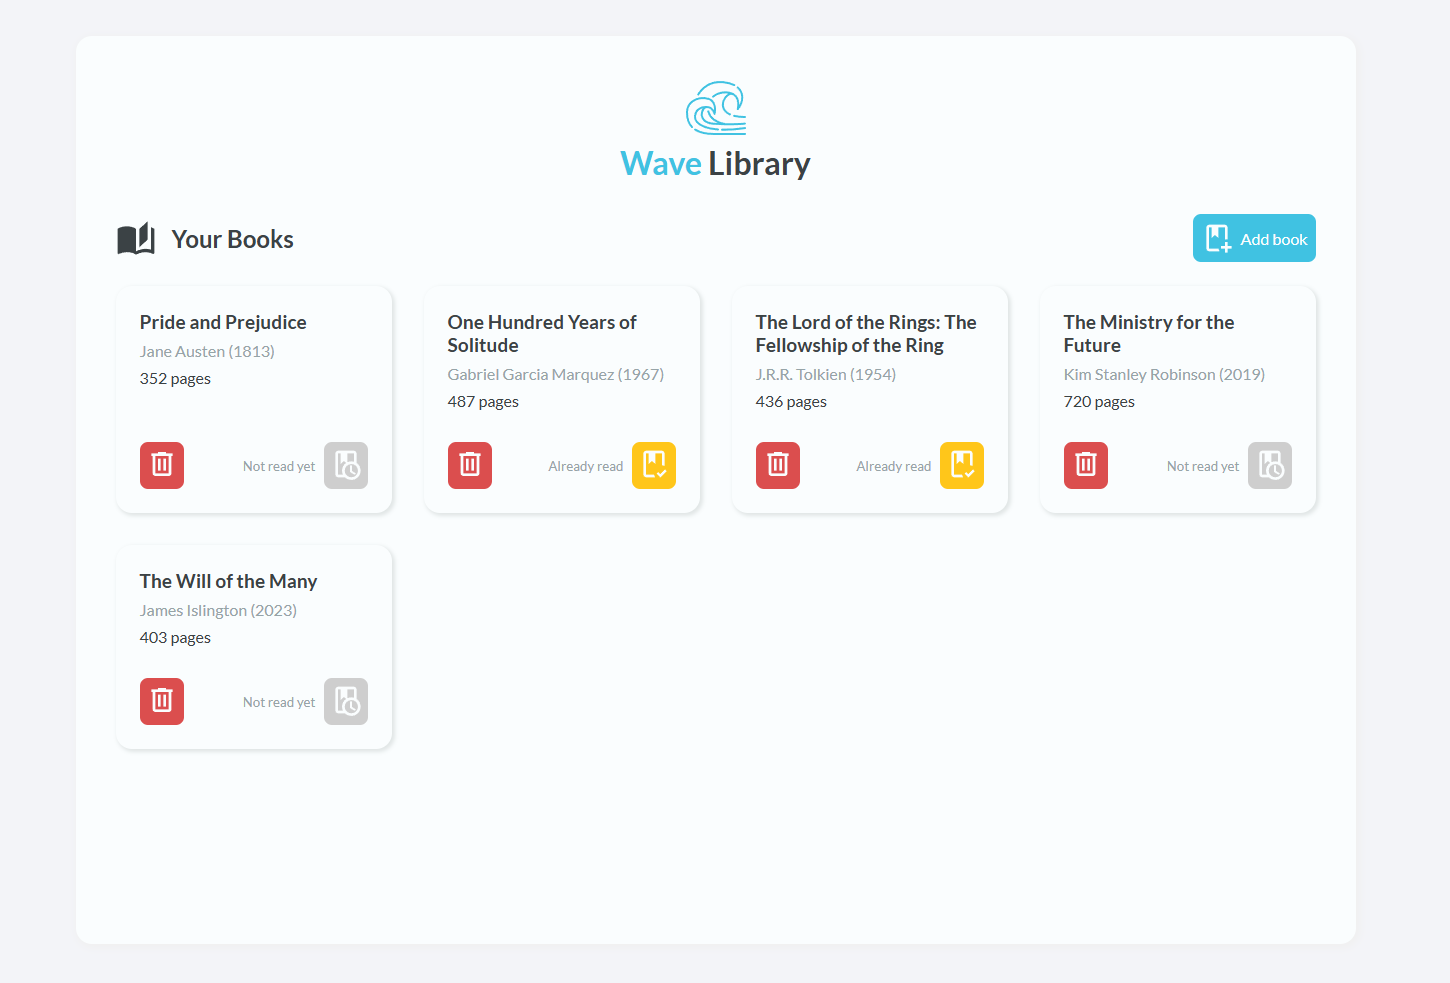 Wave Library
Your Books
Add book
Pride and Prejudice
Jane Austen (1813)
352 pages
Not read yet
One Hundred Years of
Solitude
Gabriel Garcia Marquez (1967)
487 pages
Already read
The Lord of the Rings: The
Fellowship of the Ring
J.R.R. Tolkien (1954)
436 pages
Already read
The Ministry for the
Future
Kim Stanley Robinson (2019)
720 pages
Not read yet
The Will of the Many
James Islington (2023)
403 pages
Not read yet